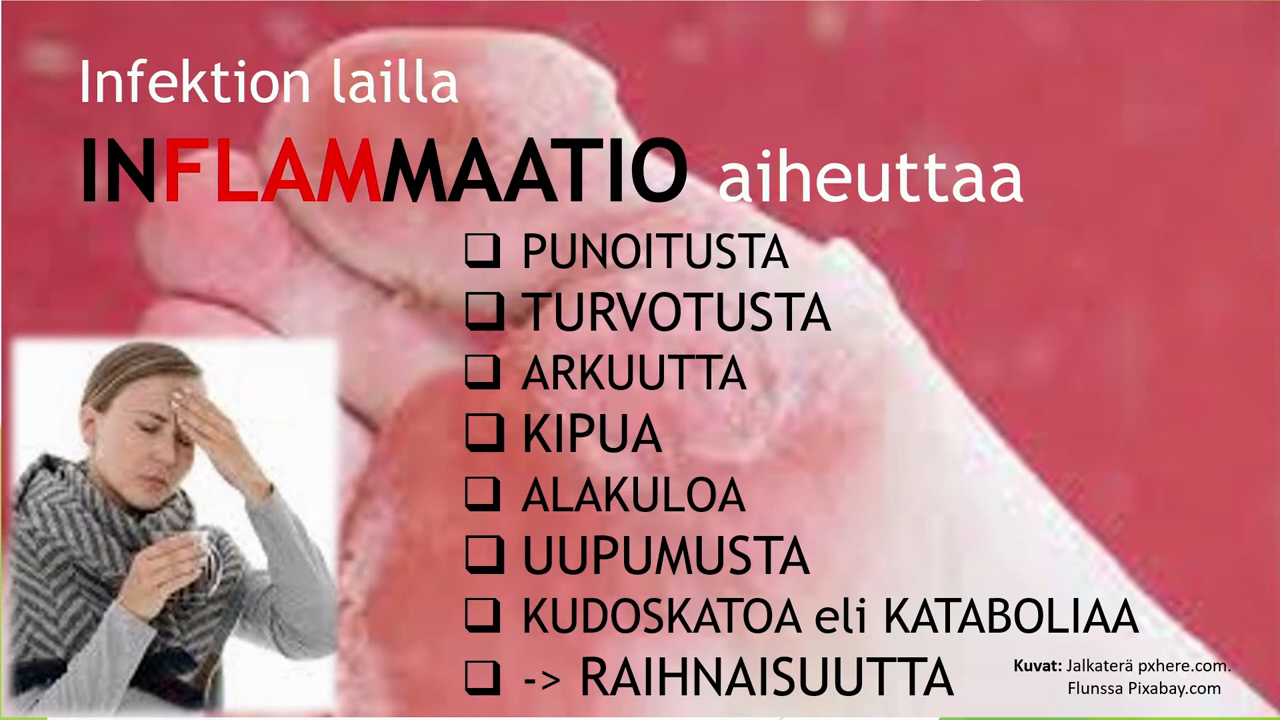 Infektion lailla
INFLAMMAATIO aiheuttaa
❑ PUNOITUSTA
❑ TURVOTUSTA
❑ ARKUUTTA
❑ KIPUA
❑ ALAKULOA
❑ UUPUMUSTA
❑ KUDOSKATOA eli KATABOLIAA
❑ -> RAIHNAISUUTTA
Kuvat: Jalkaterä pxhere.com.
Flunssa Pixabay.com